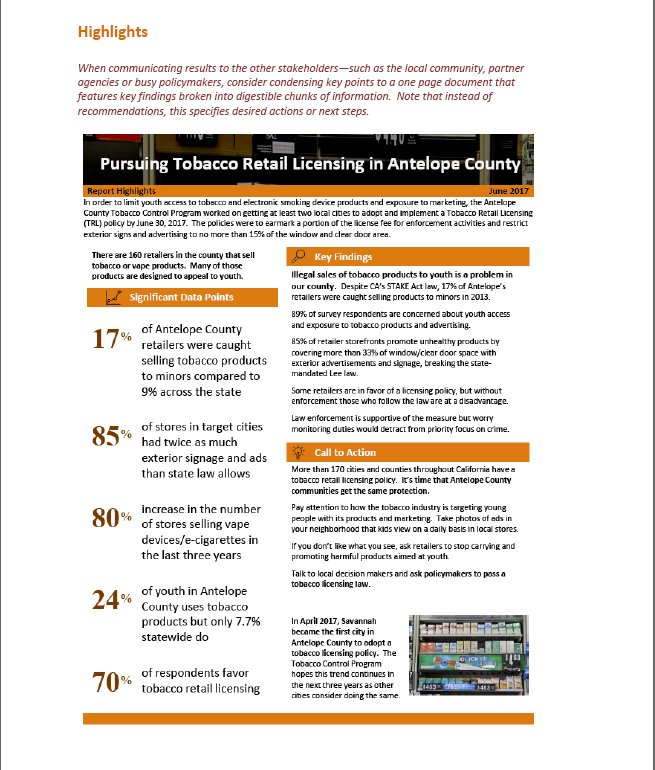 Highlights
When communicating results to the other stakeholders—such as the local community, partner
agencies or busy policymakers, consider condensing key points to a one page document that
features key findings broken into digestible chunks of information.  Note that instead of
recommendations, this specifies desired actions or next steps.
Pursuing Tobacco Retail Licensing in Antelope County
Report Highlights June 2017
In order to limit youth access to tobacco and electronic smoking device products and exposure to marketing, the Antelope
County Tobacco Control Program worked on getting at least two local cities to adopt and implement a Tobacco Retail Licensing
(TRL) policy by June 30, 2017.  The policies were to earmark a portion of the license fee for enforcement activities and restrict
exterior signs and advertising to no more than 15% of the window and clear door area.
There are 160 retailers in the county that sell
tobacco or vape products.  Many of those
products are designed to appeal to youth.
Significant Data Points
17% of Antelope County
retailers were caught
selling tobacco products
to minors compared to
9% across the state
85% of stores in target cities
had twice as much
exterior signage and ads
than state law allows
80% increase in the number
of stores selling vape
devices/e-cigarettes in
the last three years
24% of youth in Antelope
County uses tobacco
products but only 7.7%
statewide do
70% of respondents favor
tobacco retail licensing
Key Findings
Illegal sales of tobacco products to youth is a problem in
our county.  Despite CA's STAKE Act law, 17% of Antelope's
retailers were caught selling products to minors in 2013.
89% of survey respondents are concerned about youth access
and exposure to tobacco products and advertising.
85% of retailer storefronts promote unhealthy products by
covering more than 33% of window/clear door space with
exterior advertisements and signage, breaking the state-
mandated Lee law.
Some retailers are in favor of a licensing policy, but without
enforcement those who follow the law are at a disadvantage.
Law enforcement is supportive of the measure but worry
monitoring duties would detract from priority focus on crime.
Call to Action
More than 170 cities and counties throughout California have a
tobacco retail licensing policy.  It's time that Antelope County
communities get the same protection.
Pay attention to how the tobacco industry is targeting young
people with its products and marketing.  Take photos of ads in
your neighborhood that kids view on a daily basis in local stores.
If you don't like what you see, ask retailers to stop carrying and
promoting harmful products aimed at youth.
Talk to local decision makers and ask policymakers to pass a
tobacco licensing law.
In April 2017, Savannah
became the first city in
Antelope County to adopt a
tobacco licensing policy.  The
Tobacco Control Program
hopes this trend continues in
the next three years as other
cities consider doing the same.